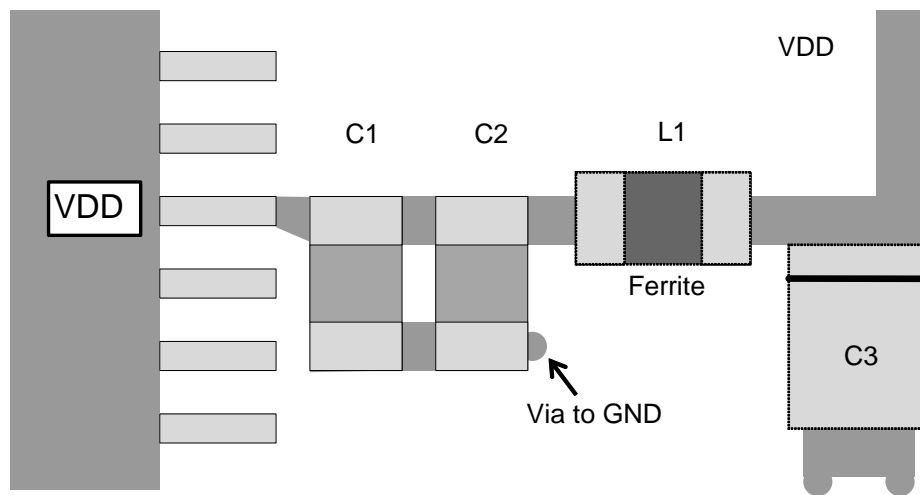 VDD
C1
C2
L1
VDD
Ferrite
C3
Via to GND